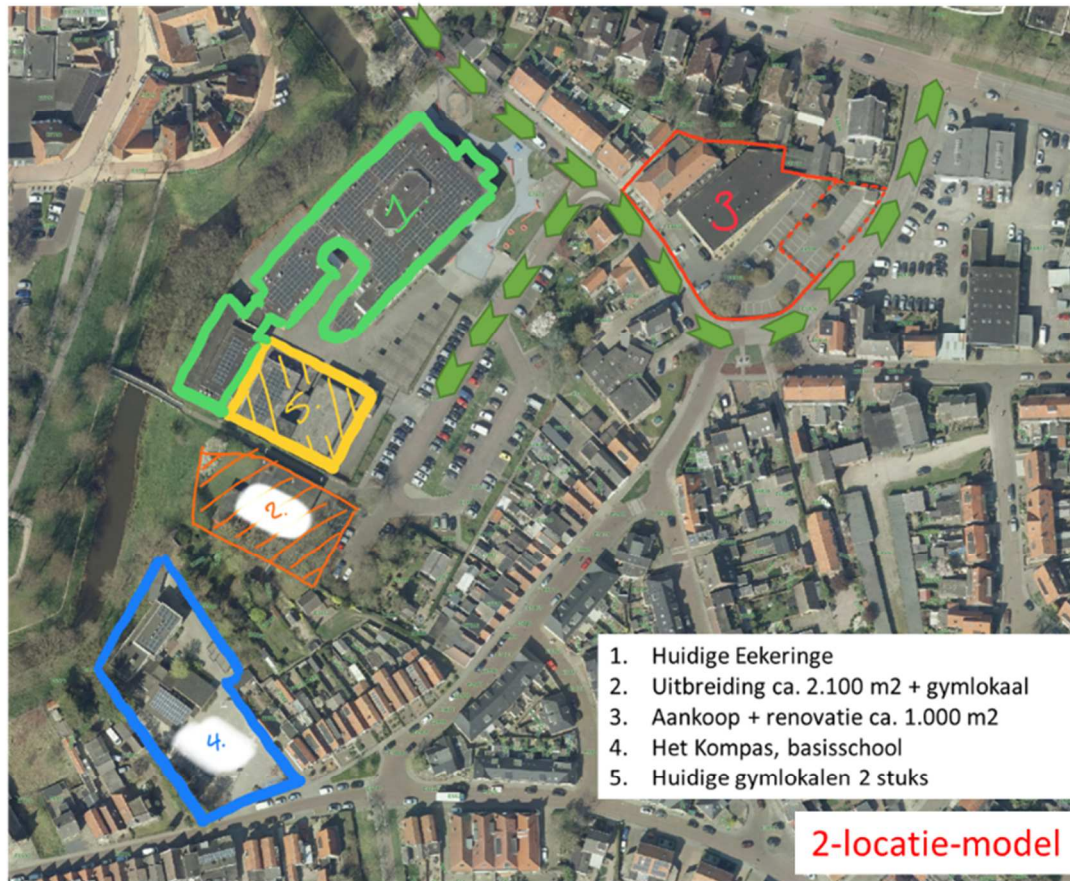 1
3
5.
2.
4.
1. Huidige Eekeringe
2. Uitbreiding ca. 2.100 m2 + gymlokaal
3. Aankoop + renovatie ca. 1.000 m2
4. Het Kompas, basisschool
5. Huidige gymlokalen 2 stuks
2-locatie-model